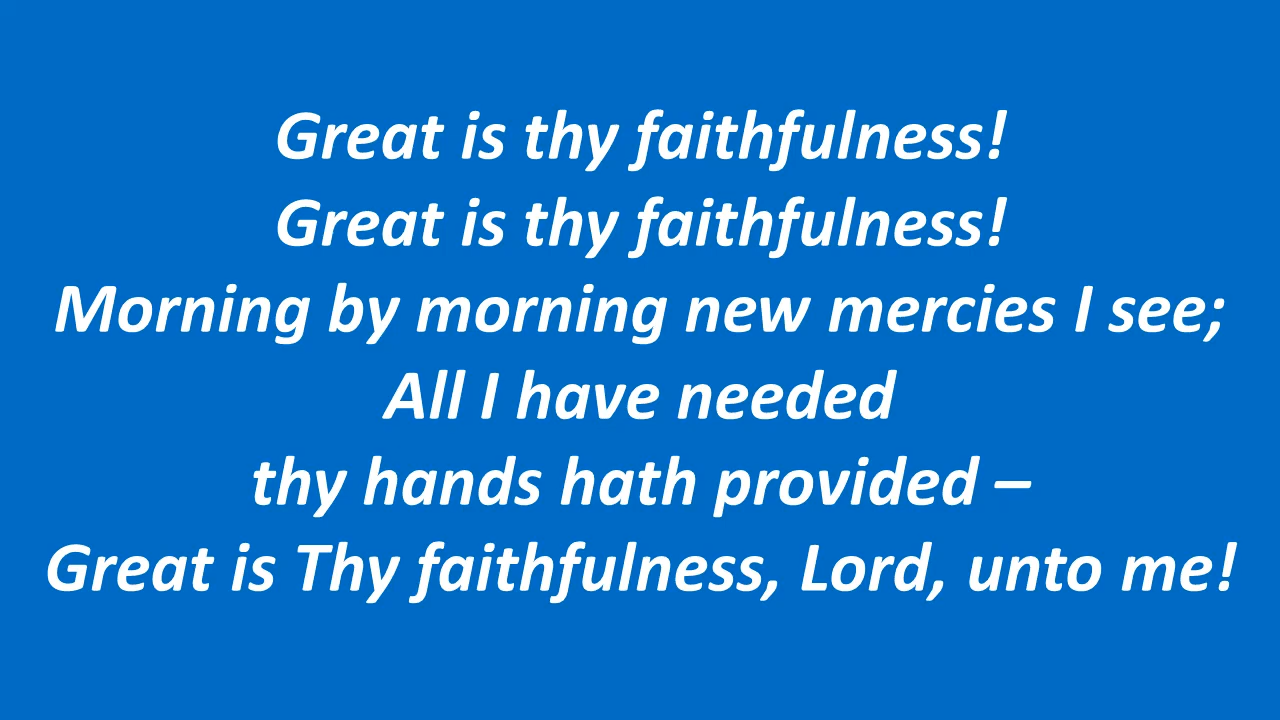 Great is thy faithfulness!
Great is thy faithfulness!
Morning by morning new mercies I see;
All I have needed
thy hands hath provided –
Great is Thy faithfulness, Lord, unto me!